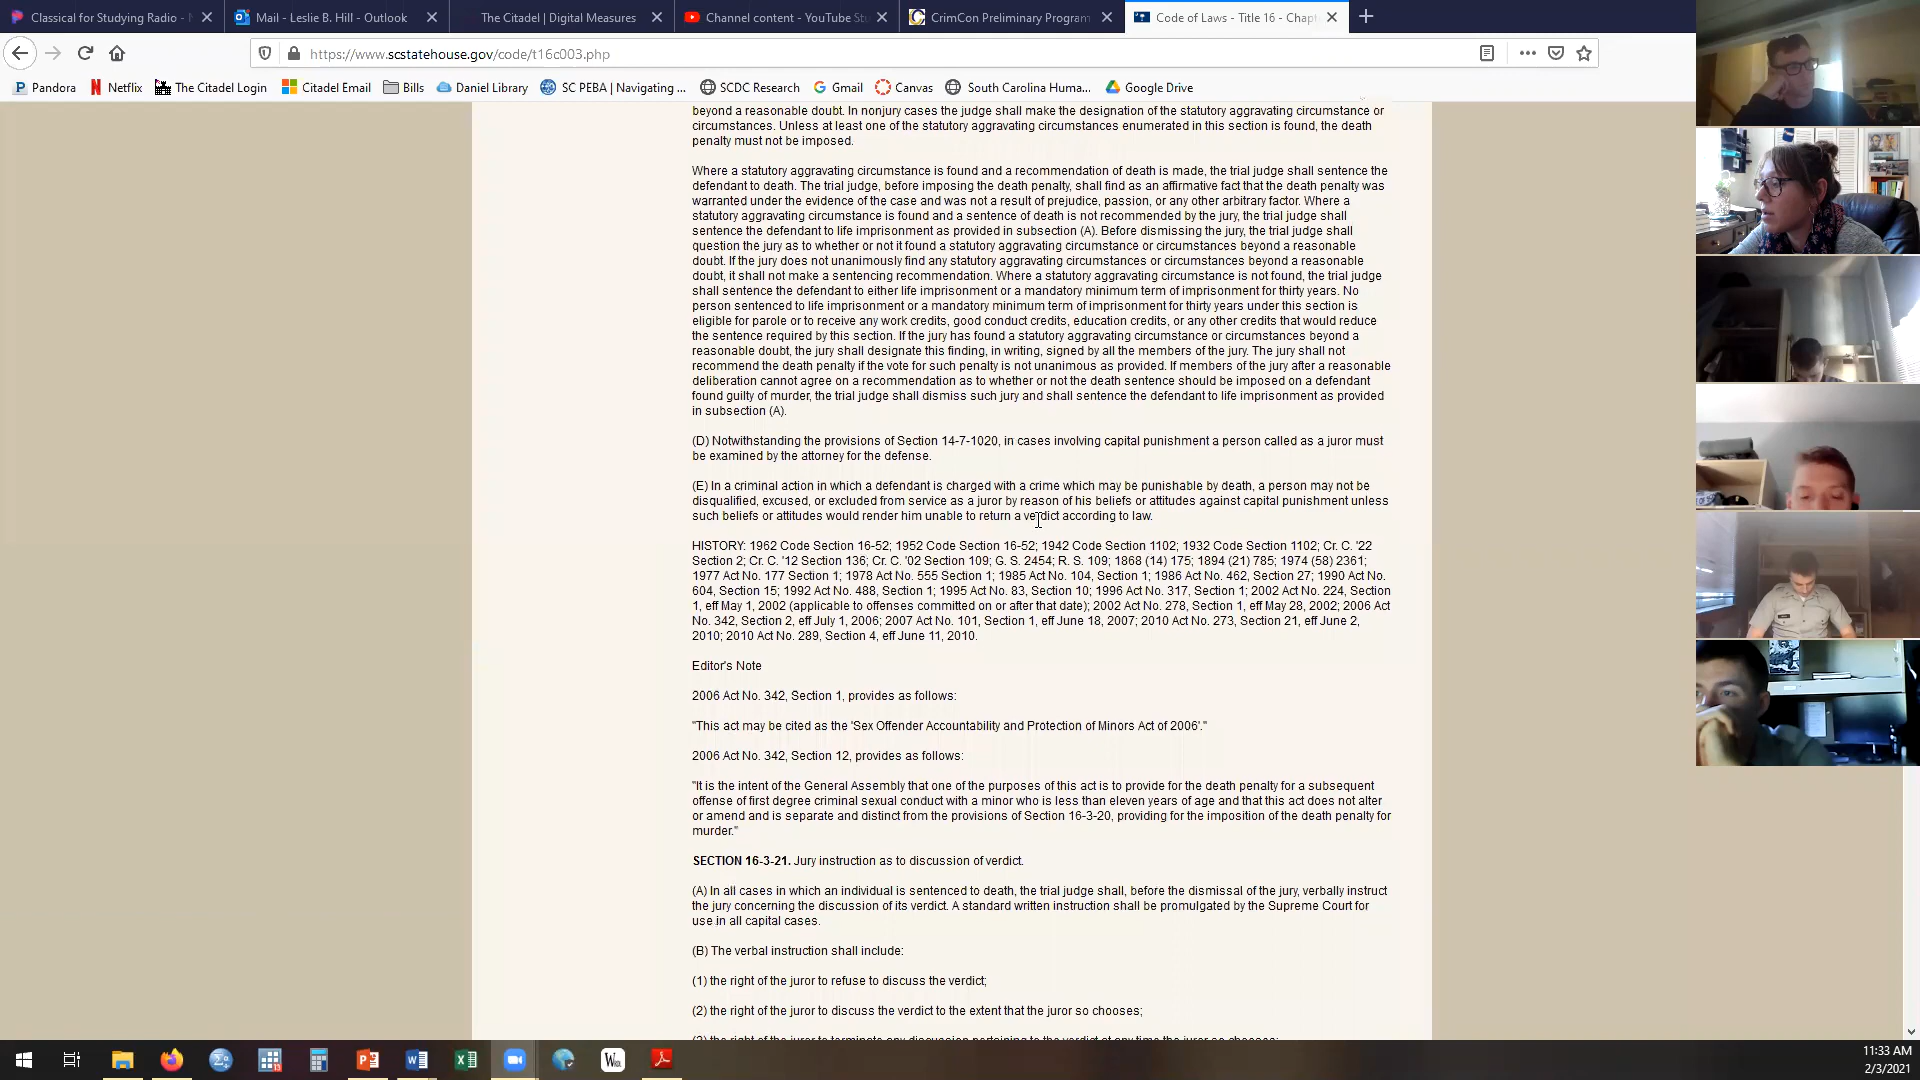 Classical for Studying Radio -
Mail - Leslie B. Hill - Outlook
The Citadel | Digital Measures
Channel content - YouTube Stu
CrimCon Preliminary Program
Code of Laws - Title 16 - Chapt
https://www.scstatehouse.gov/code/t16c003.php
Pandora
Netflix
The Citadel Login
Citadel Email
Bills
Daniel Library
SC PEBA | Navigating ...
SCDC Research
Gmail
Canvas
South Carolina Huma...
Google Drive
beyond a reasonable doubt. In nonjury cases the judge shall make the designation of the statutory aggravating circumstance or
circumstances. Unless at least one of the statutory aggravating circumstances enumerated in this section is found, the death
penalty must not be imposed.
Where a statutory aggravating circumstance is found and a recommendation of death is made, the trial judge shall sentence the
defendant to death. The trial judge, before imposing the death penalty, shall find as an affirmative fact that the death penalty was
warranted under the evidence of the case and was not a result of prejudice, passion, or any other arbitrary factor. Where a
statutory aggravating circumstance is found and a sentence of death is not recommended by the jury, the trial judge shall
sentence the defendant to life imprisonment as provided in subsection (A). Before dismissing the jury, the trial judge shall
question the jury as to whether or not it found a statutory aggravating circumstance or circumstances beyond a reasonable
doubt. If the jury does not unanimously find any statutory aggravating circumstances or circumstances beyond a reasonable
doubt, it shall not make a sentencing recommendation. Where a statutory aggravating circumstance is not found, the trial judge
shall sentence the defendant to either life imprisonment or a mandatory minimum term of imprisonment for thirty years. No
person sentenced to life imprisonment or a mandatory minimum term of imprisonment for thirty years under this section is
eligible for parole or to receive any work credits, good conduct credits, education credits, or any other credits that would reduce
the sentence required by this section. If the jury has found a statutory aggravating circumstance or circumstances beyond a
reasonable doubt, the jury shall designate this finding, in writing, signed by all the members of the jury. The jury shall not
recommend the death penalty if the vote for such penalty is not unanimous as provided. If members of the jury after a reasonable
deliberation cannot agree on a recommendation as to whether or not the death sentence should be imposed on a defendant
found guilty of murder, the trial judge shall dismiss such jury and shall sentence the defendant to life imprisonment as provided
in subsection (A).
(D) Notwithstanding the provisions of Section 14-7-1020, in cases involving capital punishment a person called as a juror must
be examined by the attorney for the defense.
(E) In a criminal action in which a defendant is charged with a crime which may be punishable by death, a person may not be
disqualified, excused, or excluded from service as a juror by reason of his beliefs or attitudes against capital punishment unless
such beliefs or attitudes would render him unable to return a verdict according to law.
HISTORY: 1962 Code Section 16-52; 1952 Code Section 16-52; 1942 Code Section 1102; 1932 Code Section 1102; Cr. C. '22
Section 2; Cr. C. '12 Section 136; Cr. C. '02 Section 109; G. S. 2454; R. S. 109; 1868 (14) 175; 1894 (21) 785; 1974 (58) 2361;
1977 Act No. 177 Section 1; 1978 Act No. 555 Section 1; 1985 Act No. 104, Section 1; 1986 Act No. 462, Section 27; 1990 Act No.
604, Section 15; 1992 Act No. 488, Section 1; 1995 Act No. 83, Section 10; 1996 Act No. 317, Section 1; 2002 Act No. 224, Section
1, eff May 1, 2002 (applicable to offenses committed on or after that date); 2002 Act No. 278, Section 1, eff May 28, 2002; 2006 Act
No. 342, Section 2, eff July 1, 2006; 2007 Act No. 101, Section 1, eff June 18, 2007; 2010 Act No. 273, Section 21, eff June 2,
2010; 2010 Act No. 289, Section 4, eff June 11, 2010.
Editor's Note
2006 Act No. 342, Section 1, provides as follows:
"This act may be cited as the 'Sex Offender Accountability and Protection of Minors Act of 2006'."
2006 Act No. 342, Section 12, provides as follows:
"It is the intent of the General Assembly that one of the purposes of this act is to provide for the death penalty for a subsequent
offense of first degree criminal sexual conduct with a minor who is less than eleven years of age and that this act does not alter
or amend and is separate and distinct from the provisions of Section 16-3-20, providing for the imposition of the death penalty for
murder."
SECTION 16-3-21. Jury instruction as to discussion of verdict.
(A) In all cases in which an individual is sentenced to death, the trial judge shall, before the dismissal of the jury, verbally instruct
the jury concerning the discussion of its verdict. A standard written instruction shall be promulgated by the Supreme Court for
use in all capital cases.
(B) The verbal instruction shall include:
(1) the right of the juror to refuse to discuss the verdict;
(2) the right of the juror to discuss the verdict to the extent that the juror so chooses;
(3) the right of the juror to terminate any discussion pertaining to the verdict at any time the juror so chooses;
11:33 AM
2/3/2021